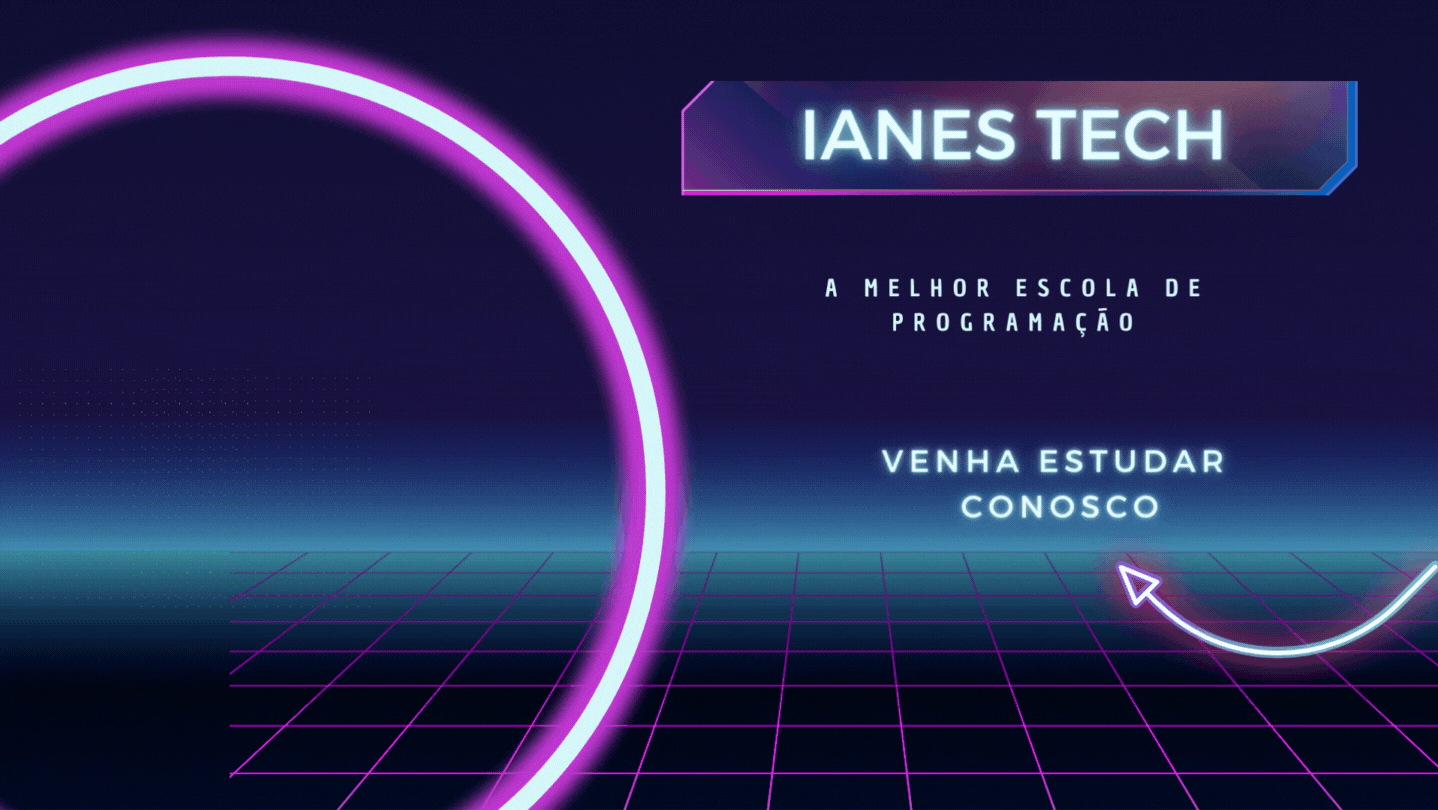 IANES TECH
A MELHOR ESCOLA DE
PROGRAMAÇÃO
VENHA ESTUDAR
CONOSCO